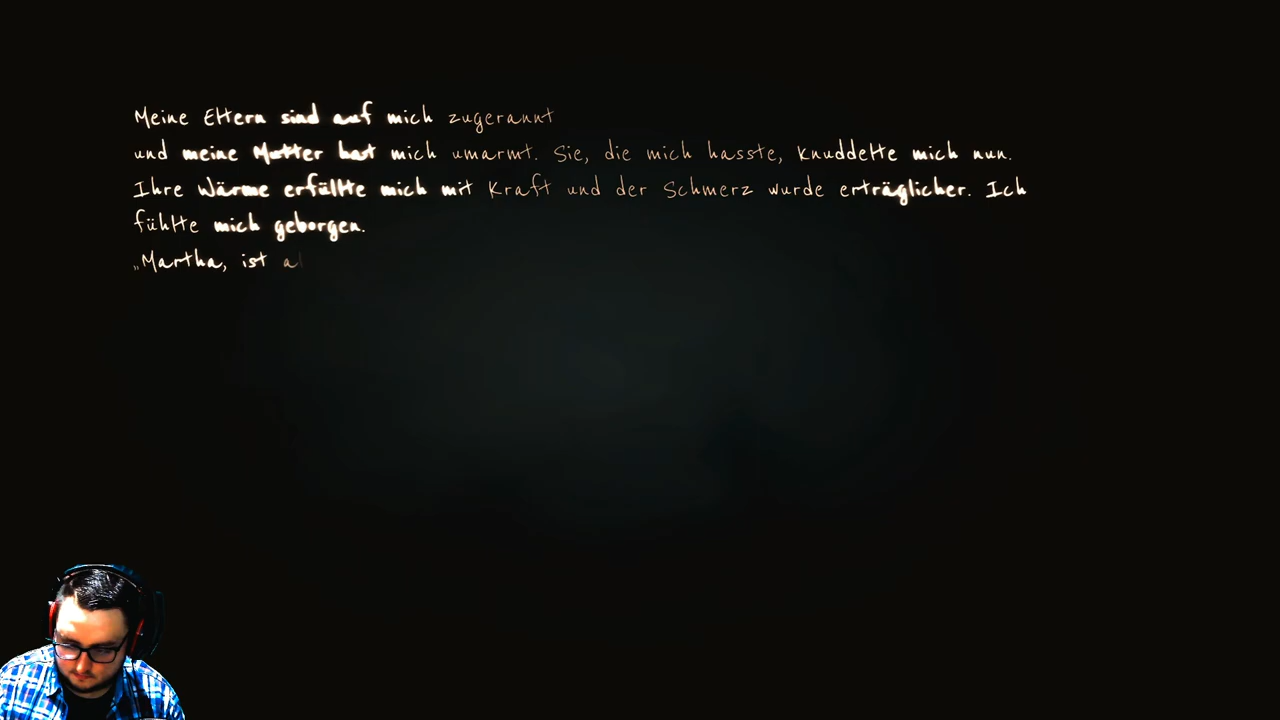 Meine Eltern sind auf mich zugerannt
und meine Mutter hat mich umarmt. Sie, die mich hasste, knuddelte mich nun.
Ihre Wärme erfüllte mich mit Kraft und der Schmerz wurde erträglicher. Ich
fühlte mich geborgen.
„Martha, ist al